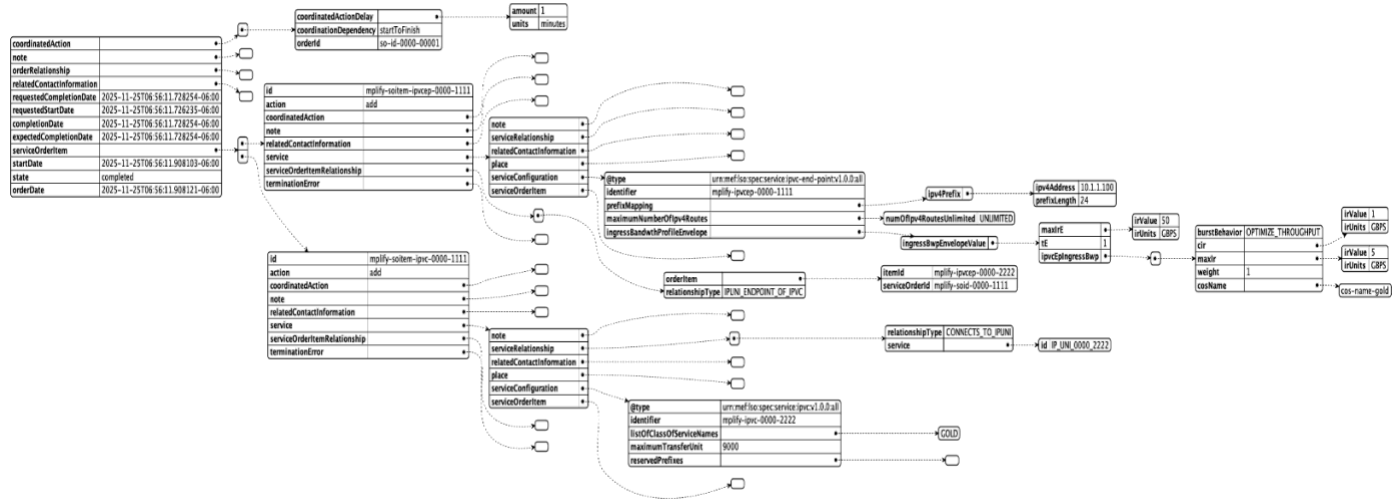 coordinatedAction
note
orderRelationship
relatedContactInformation
requestedCompletionDate 2025-11-25T06:56:11.728254-06:00
requestedStartDate 2025-11-25T06:56:11.726235-06:00
completionDate 2025-11-25T06:56:11.728254-06:00
expectedCompletionDate 2025-11-25T06:56:11.728254-06:00
serviceOrderItem
startDate 2025-11-25T06:56:11.908103-06:00
state completed
orderDate 2025-11-25T06:56:11.908121-06:00
coordinatedActionDelay
coordinationDependency startToFinish
orderId so-id-0000-00001
amount 1
units minutes
id mplify-soitem-ipvcep-0000-1111
action add
coordinatedAction
note
relatedContactInformation
service
serviceOrderItemRelationship
terminationError
note
serviceRelationship
relatedContactInformation
place
serviceConfiguration
serviceOrderItem
@type urn:mef:lso:spec:service:ipvc-end-point:v1.0.0:all
identifier mplify-ipvcep-0000-1111
prefixMapping
maximumNumberOfIpv4Routes
ingressBandwthProfileEnvelope
ipv4Prefix
ipv4Address 10.1.1.100
prefixLength 24
numOfIpv4RoutesUnlimited UNLIMITED
ingressBwpEnvelopeValue
maxIrE
tE 1
ipvcEpIngressBwp
irValue 50
irUnits GBPS
burstBehavior OPTIMIZE_THROUGHPUT
cir
maxIr
weight 1
cosName
irValue 1
irUnits GBPS
irValue 5
irUnits GBPS
cos-name-gold
orderItem
relationshipType IPUNI_ENDPOINT_OF_IPVC
itemId mplify-ipvcep-0000-2222
serviceOrderId mplify-soid-0000-1111
id mplify-soitem-ipvc-0000-1111
action add
coordinatedAction
note
relatedContactInformation
service
serviceOrderItemRelationship
terminationError
note
serviceRelationship
relatedContactInformation
place
serviceConfiguration
serviceOrderItem
relationshipType CONNECTS_TO_IPUNI
service
id IP_UNI_0000_2222
@type urn:mef:lso:spec:service:ipvc:v1.0.0:all
identifier mplify-ipvc-0000-2222
listOfClassOfServiceNames
maximumTransferUnit 9000
reservedPrefixes
GOLD